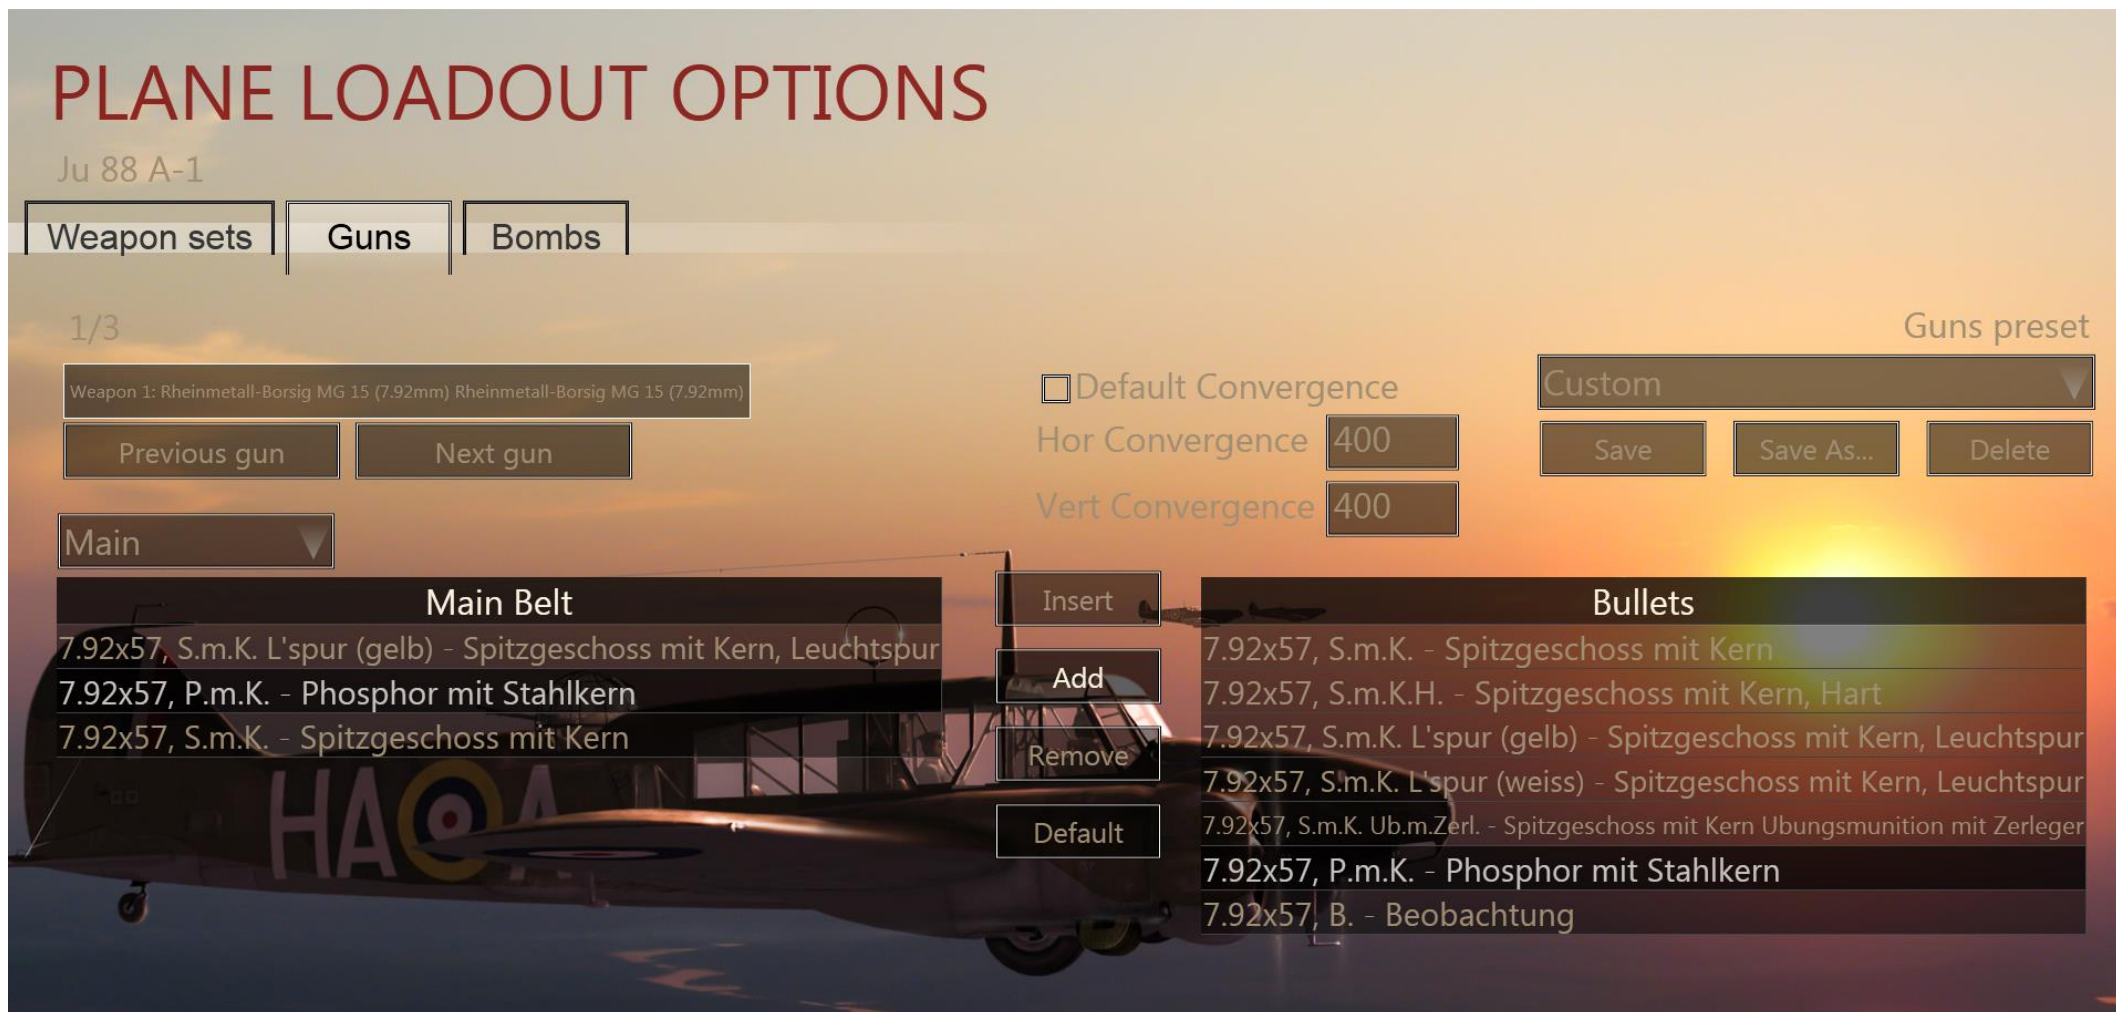 PLANE LOADOUT OPTIONS
Ju 88 A-1
Weapon sets
Guns
Bombs
1/3
Guns preset
Weapon 1: Rheinmetall-Borsig MG 15 (7.92mm) Rheinmetall-Borsig MG 15 (7.92mm)
Default Convergence
Custom
Previous gun
Next gun
Hor Convergence 400
Save
Save As...
Delete
Vert Convergence 400
Main
Main Belt
7.92x57, S.m.K. L'spur (gelb) - Spitzgeschoss mit Kern, Leuchtspur
7.92x57, P.m.K. - Phosphor mit Stahlkern
7.92x57, S.m.K. - Spitzgeschoss mit Kern
Insert
Add
Remove
Default
Bullets
7.92x57, S.m.K. - Spitzgeschoss mit Kern
7.92x57, S.m.K.H. - Spitzgeschoss mit Kern, Hart
7.92x57, S.m.K. L'spur (gelb) - Spitzgeschoss mit Kern, Leuchtspur
7.92x57, S.m.K. L'spur (weiss) - Spitzgeschoss mit Kern, Leuchtspur
7.92x57, S.m.K. Ub.m.Zerl. - Spitzgeschoss mit Kern Ubungsmunition mit Zerleger
7.92x57, P.m.K. - Phosphor mit Stahlkern
7.92x57, B. - Beobachtung
HA A